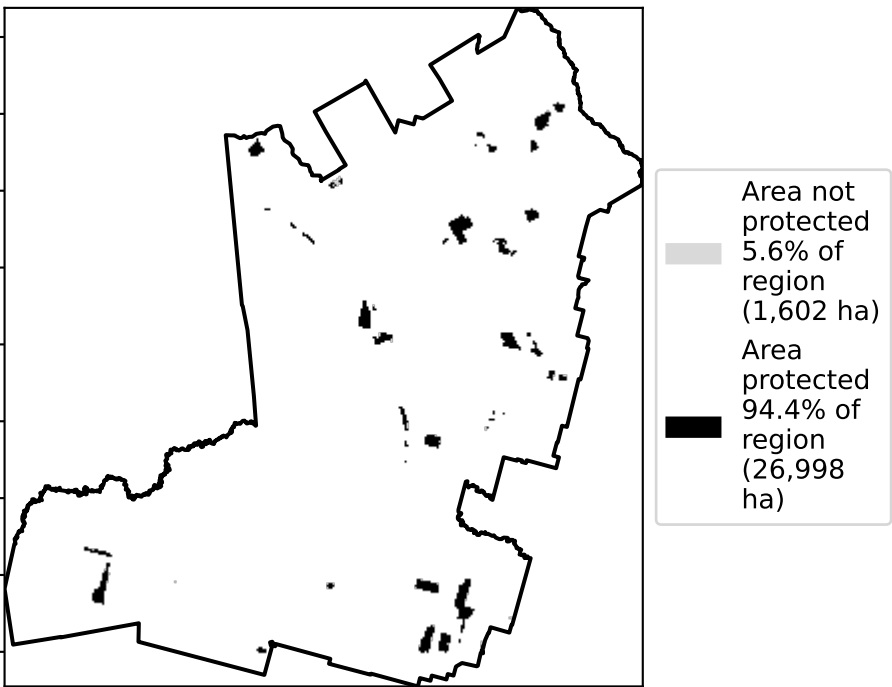 Area not
protected
5.6% of
region
(1,602 ha)
Area
protected
94.4% of
region
(26,998
ha)